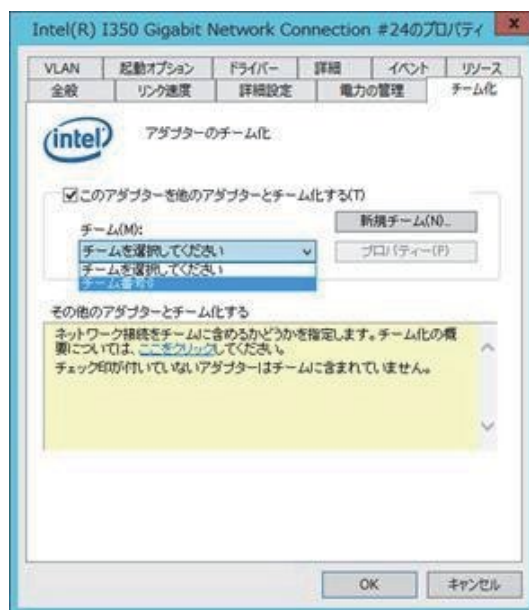 Intel(R) I350 Gigabit Network Connection #24のプロパティ
x
VLAN 起動オプション ドライバー 詳細 イベント リソース
全般 リンク速度 詳細設定 電力の管理 チーム化
intel アダプターのチーム化
このアダプターを他のアダプターとチーム化する(T)
チーム(M):
新規チーム(N)...
チームを選択してください
プロパティー(P)
チームを選択してください
チーム番号0
その他のアダプターとチーム化する
ネットワーク接続をチームに含めるかどうかを指定します。チーム化の概
要については、ここをクリックしてください。
チェック印が付いていないアダプターはチームに含まれていません。
OK キャンセル